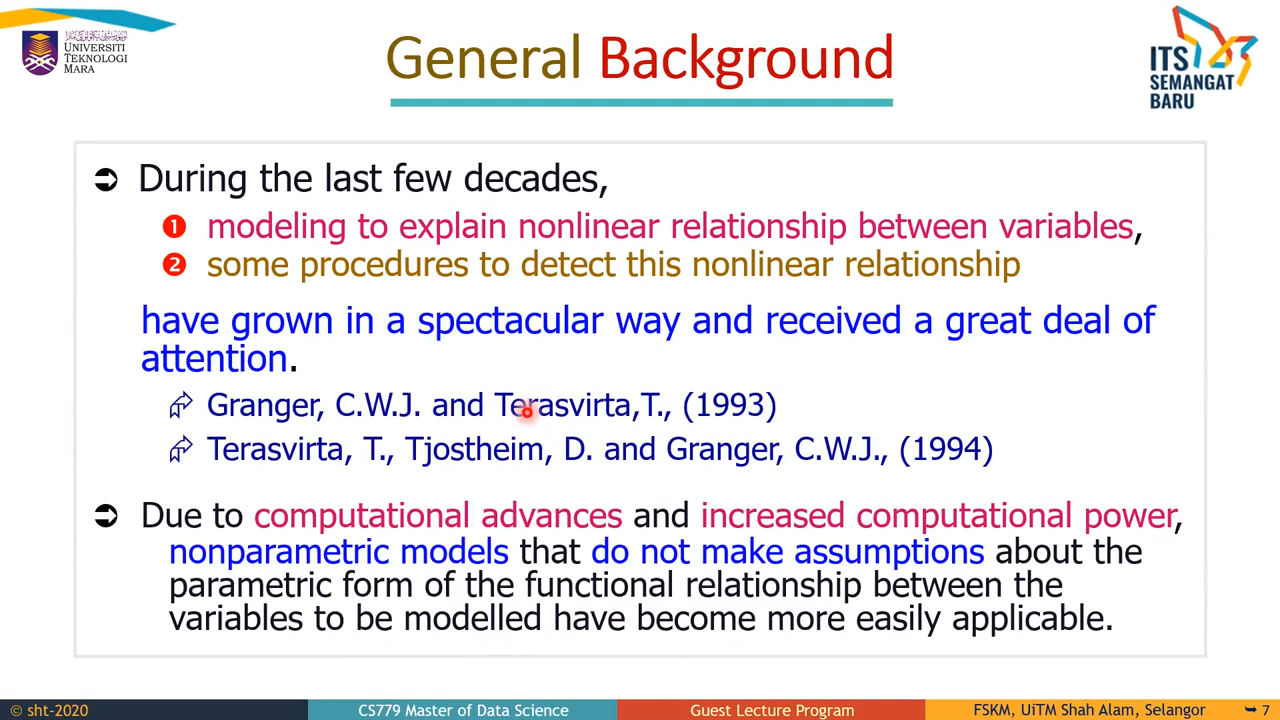 UNIVERSITI
TEKNOLOGI
MARA
General Background
ITS
SEMANGAT
BARU
➲ During the last few decades,
❶ modeling to explain nonlinear relationship between variables,
❷ some procedures to detect this nonlinear relationship
have grown in a spectacular way and received a great deal of
attention.
Granger, C.W.J. and Terasvirta,T., (1993)
Terasvirta, T., Tjostheim, D. and Granger, C.W.J., (1994)
➲ Due to computational advances and increased computational power,
nonparametric models that do not make assumptions about the
parametric form of the functional relationship between the
variables to be modelled have become more easily applicable.
© sht-2020
CS779 Master of Data Science
Guest Lecture Program
FSKM, UiTM Shah Alam, Selangor
➥ 7